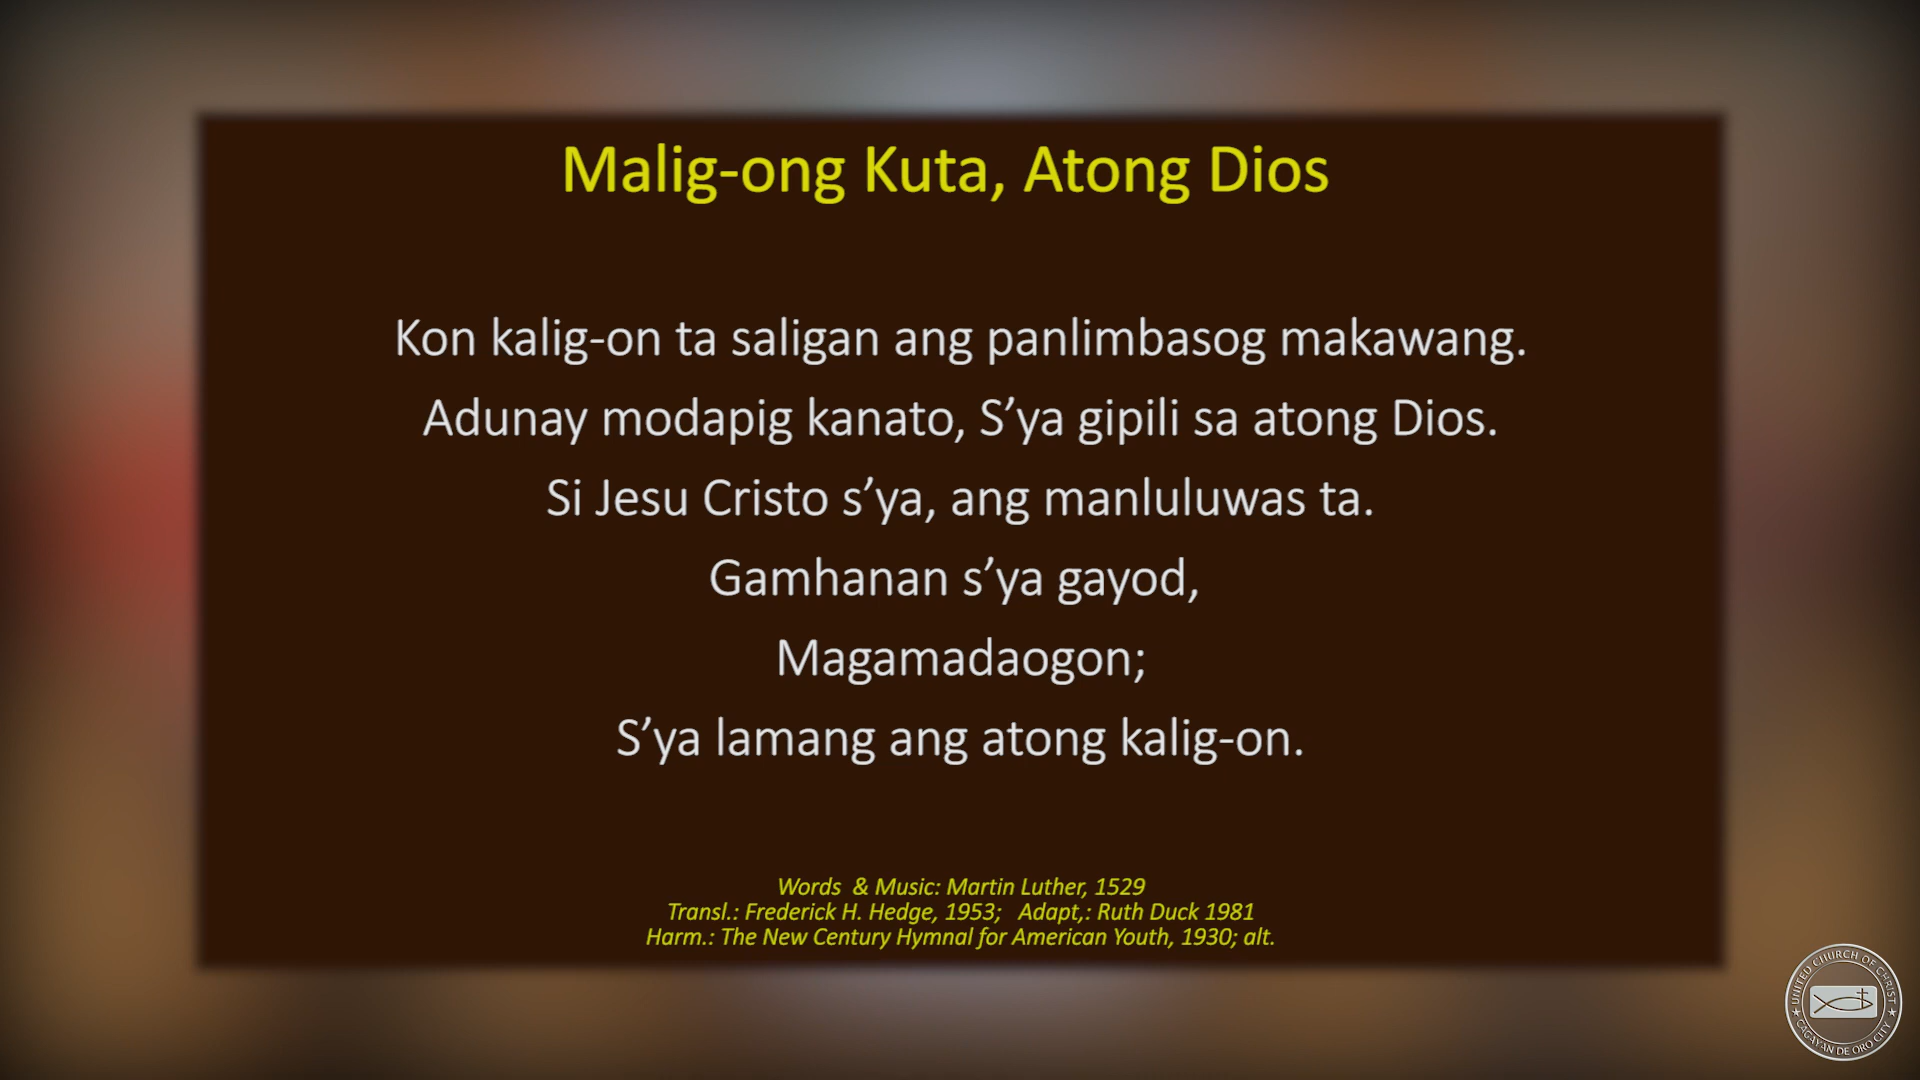 Malig-ong Kuta, Atong Dios
Kon kalig-on ta saligan ang panlimbasog makawang.
Adunay modapig kanato, S’ya gipili sa atong Dios.
Si Jesu Cristo s’ya, ang manluluwas ta.
Gamhanan s’ya gayod,
Magamadaogon;
S’ya lamang ang atong kalig-on.
Words & Music: Martin Luther, 1529
Transl.: Frederick H. Hedge, 1953; Adapt,: Ruth Duck 1981
Harm.: The New Century Hymnal for American Youth, 1930; alt.
UNITED CHURCH OF CHRIST
CAGAYAN DE ORO CITY